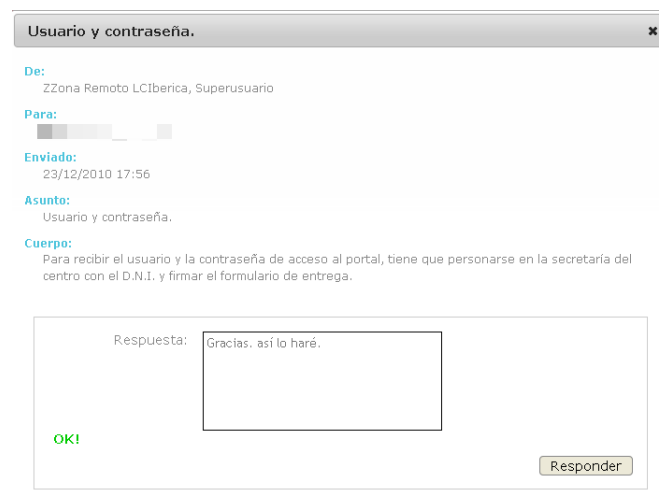 Usuario y contraseña.
De:
ZZona Remoto LCIberica, Superusuario
Para:
Enviado:
23/12/2010 17:56
Asunto:
Usuario y contraseña.
Cuerpo:
Para recibir el usuario y la contraseña de acceso al portal, tiene que personarse en la secretaría del
centro con el D.N.I. y firmar el formulario de entrega.
Respuesta:
Gracias. así lo haré.
OK!
Responder